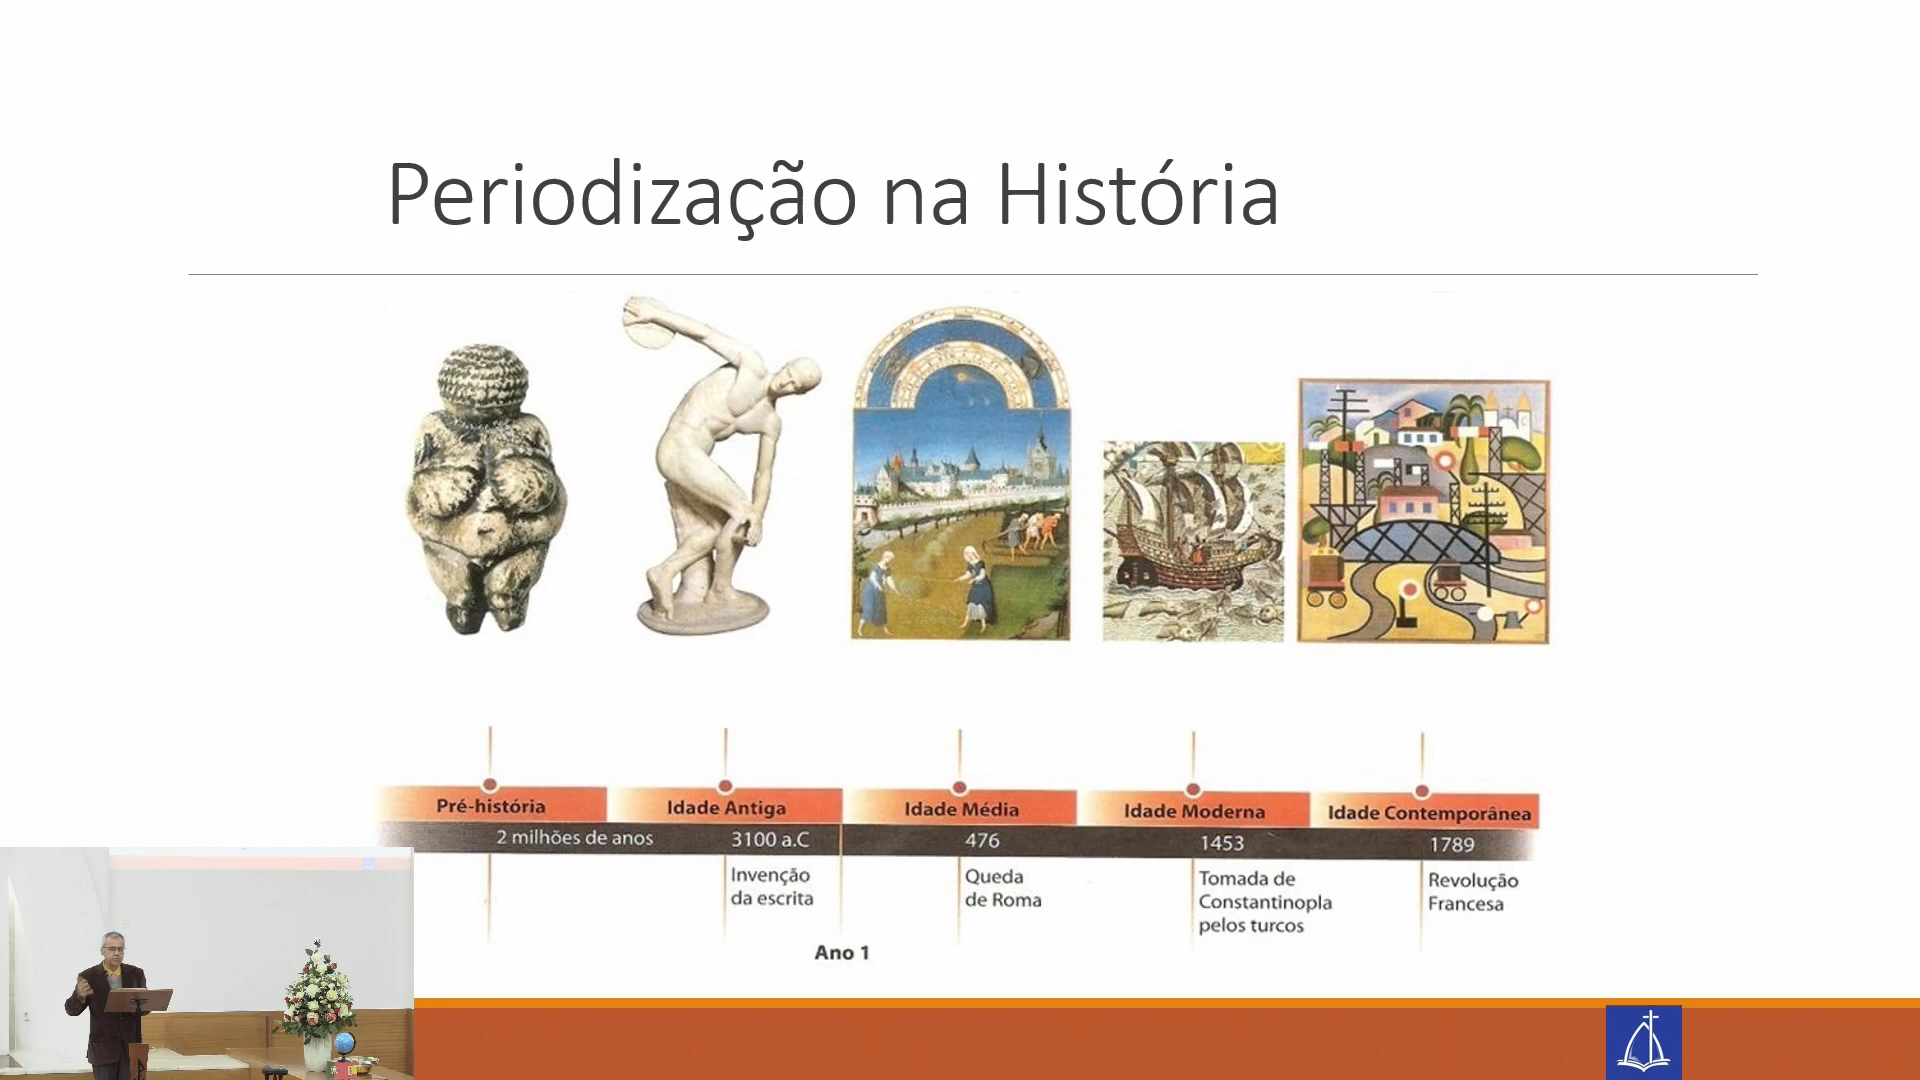 Periodização na História
Pré-história
Idade Antiga
Idade Média
Idade Moderna
Idade Contemporânea
2 milhões de anos
3100 a.C
476
1453
1789
Invenção
da escrita
Queda
de Roma
Tomada de
Constantinopla
pelos turcos
Revolução
Francesa
Ano 1